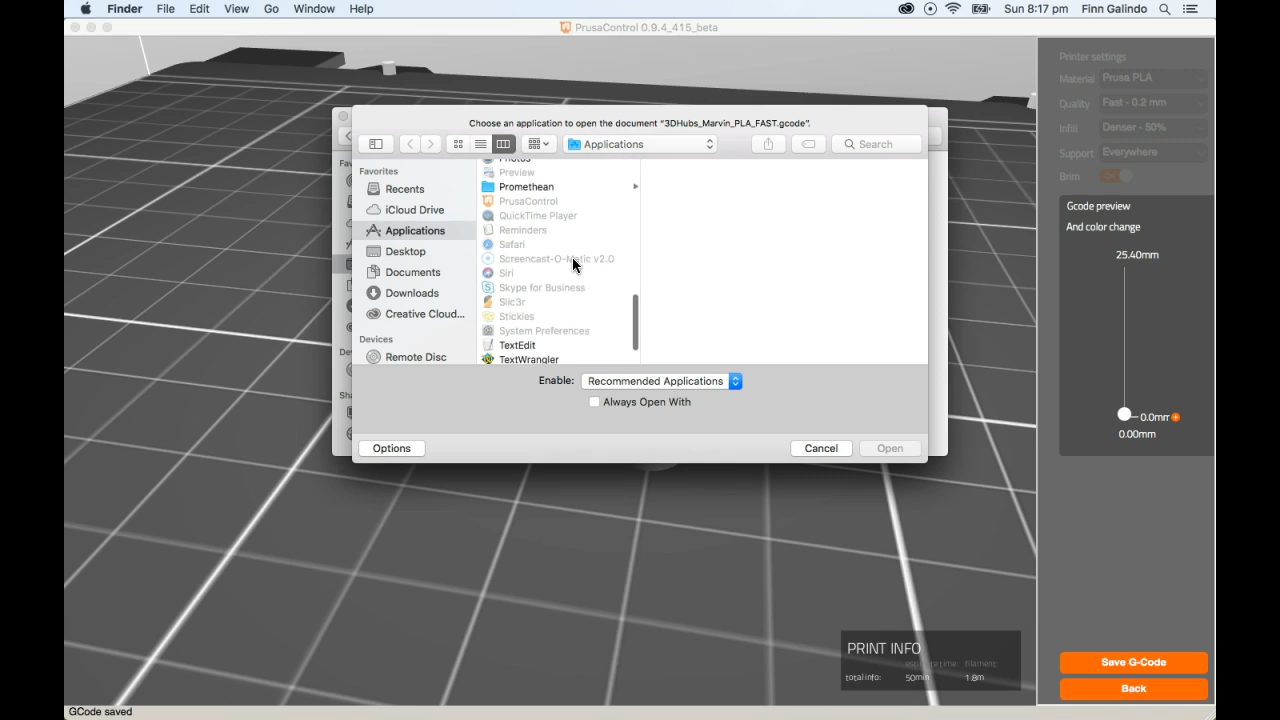 Finder File Edit View Go Window Help Sun 8:17 pm Finn Galindo
PrusaControl 0.9.4_415_beta
Choose an application to open the document “3DHubs_Marvin_PLA_FAST.gcode”.
Applications
Search
Favorites
Recents
iCloud Drive
Applications
Desktop
Documents
Downloads
Creative Cloud...
Devices
Remote Disc
Photos
Preview
Promethean
PrusaControl
QuickTime Player
Reminders
Safari
Screencast-O-Matic v2.0
Siri
Skype for Business
Slic3r
Stickies
System Preferences
TextEdit
TextWrangler
Enable: Recommended Applications
Always Open With
Options
Cancel
Open
Printer settings
Material Prusa PLA
Quality Fast - 0.2 mm
Infill Denser - 50%
Support Everywhere
Brim
Gcode preview
And color change
25.40mm
0.0mm
0.00mm
PRINT INFO
filament:
total info: 50min 1.8m
Save G-Code
Back
GCode saved